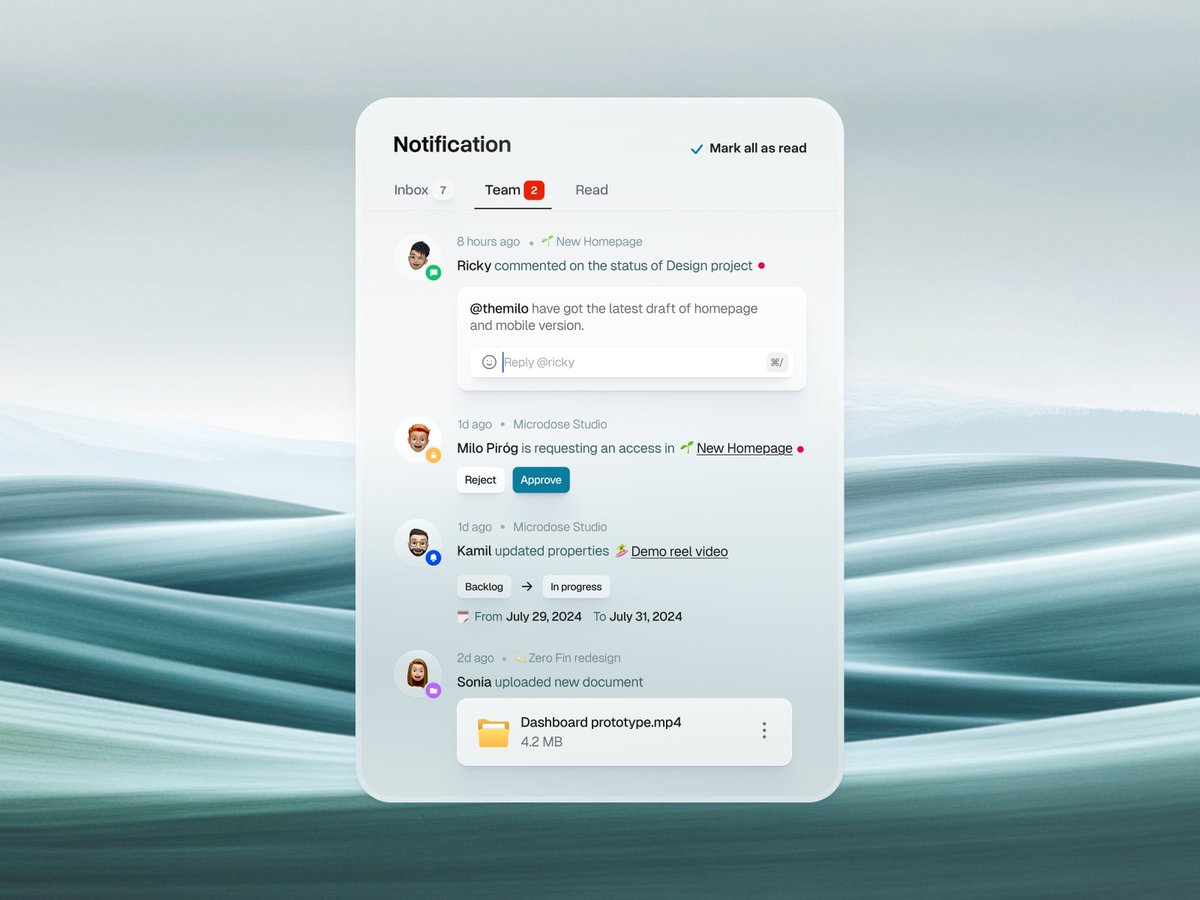 Notification
Mark all as read
Inbox 7
Team 2
Read
8 hours ago • 🌱 New Homepage
Ricky commented on the status of Design project
@themilo have got the latest draft of homepage
and mobile version.
Reply @ricky
⌘/
1d ago • Microdose Studio
Milo Piróg is requesting an access in 🌱 New Homepage
Reject
Approve
1d ago • Microdose Studio
Kamil updated properties Demo reel video
Backlog → In progress
From July 29, 2024 To July 31, 2024
2d ago • Zero Fin redesign
Sonia uploaded new document
Dashboard prototype.mp4
4.2 MB